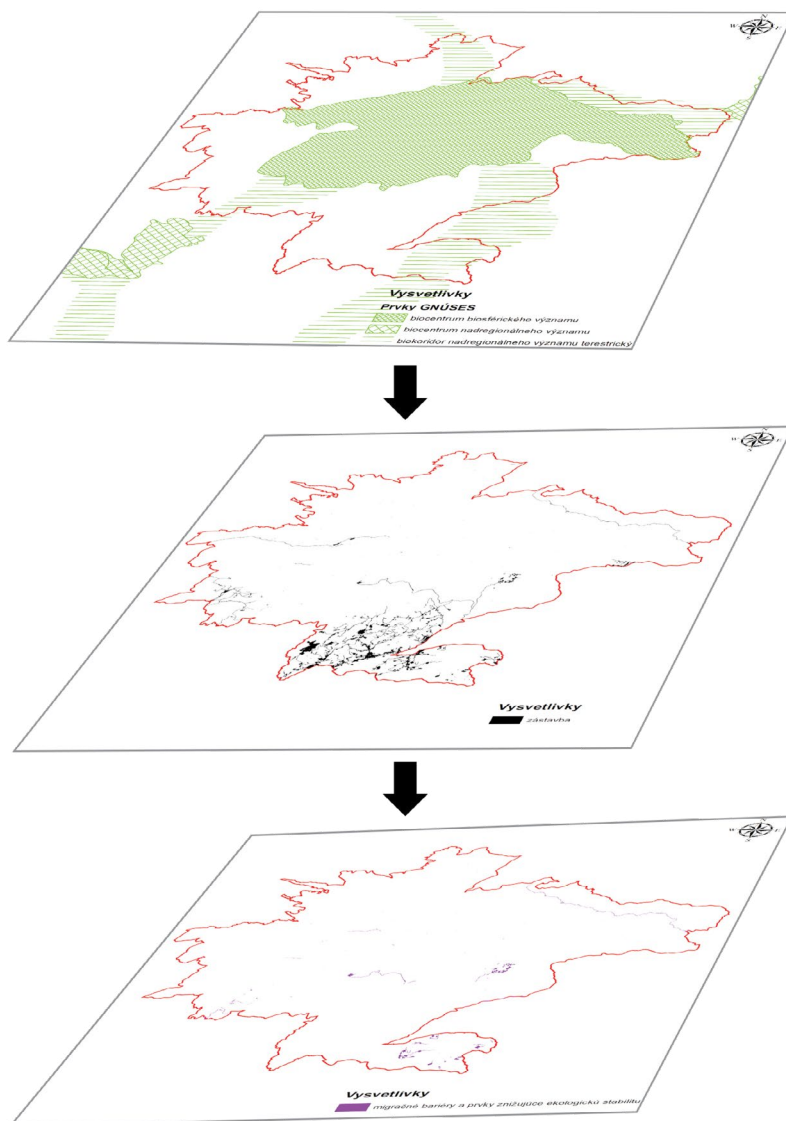 N
W E
S
Vysvetlivky
Prvky GNÚSES
biocentrum biosférického významu
biocentrum nadregionálneho významu
biokoridor nadregionálneho významu terestrický
N
W E
S
Vysvetlivky
zástavba
N
W E
S
Vysvetlivky
migračné bariéry a prvky znižujúce ekologickú stabilitu